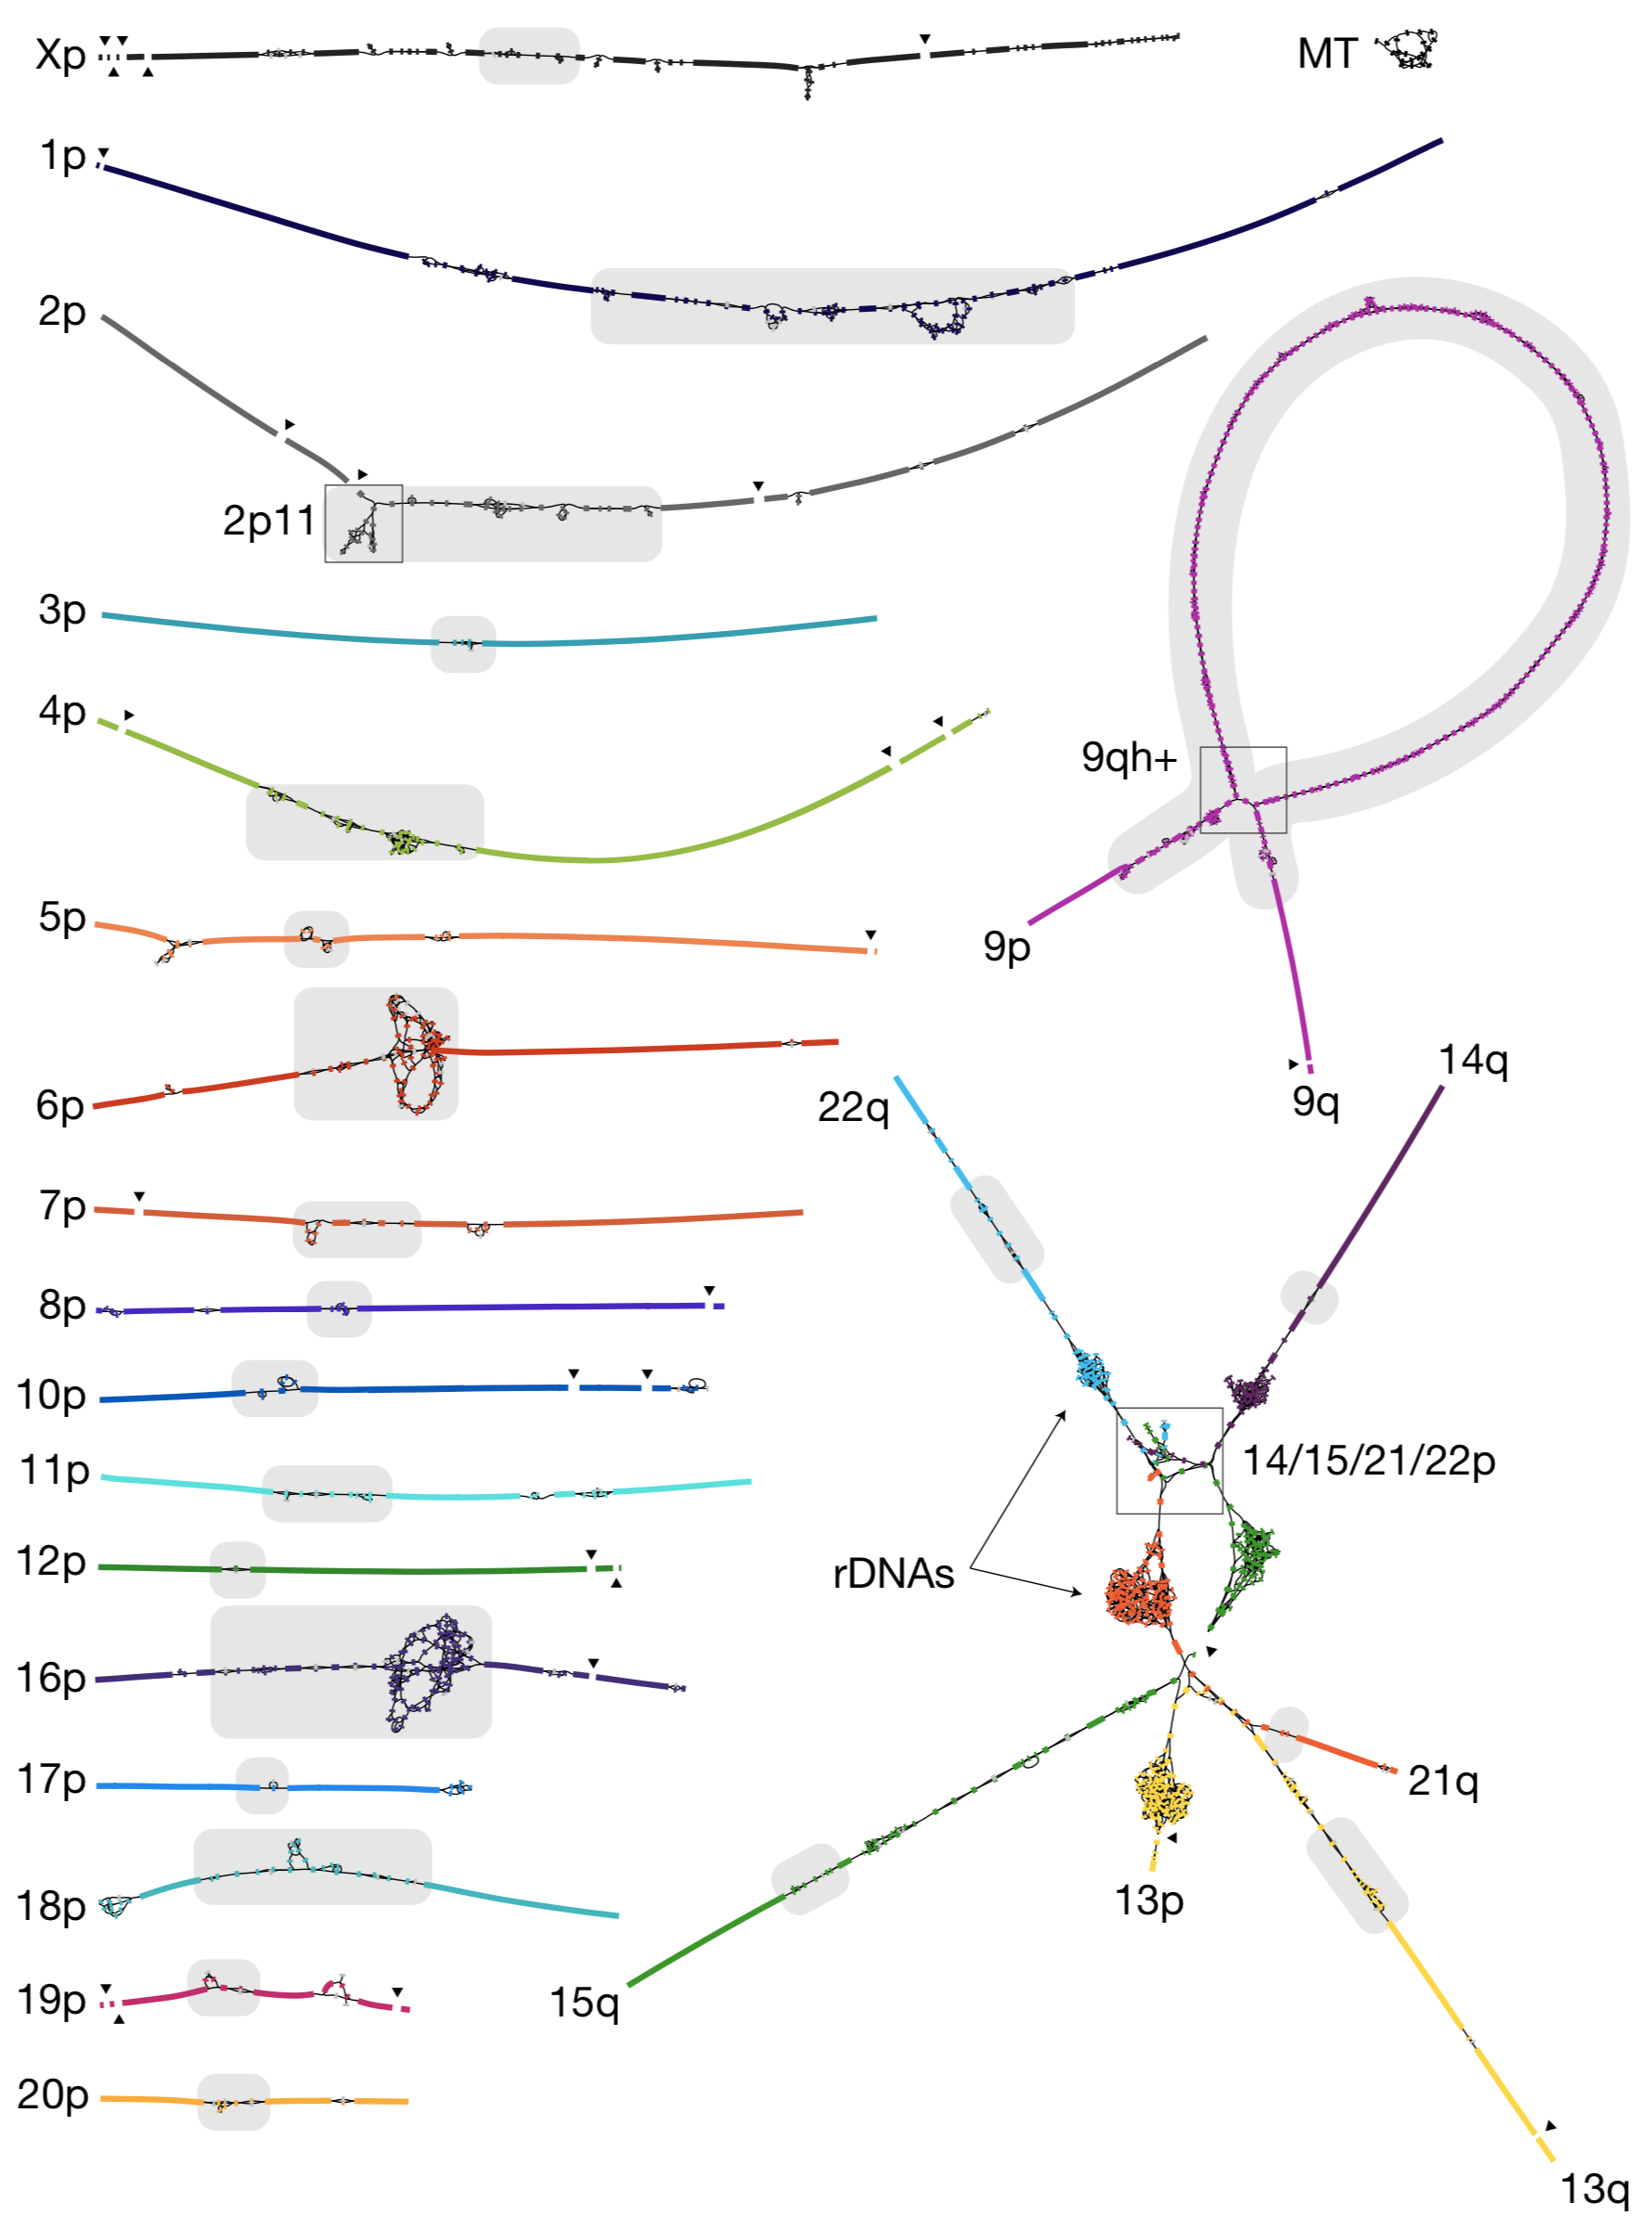 Xp
MT
1p
2p
2p11
3p
4p
9qh+
5p
9p
6p
14q
9q
22q
7p
8p
10p
11p
14/15/21/22p
12p
rDNAs
16p
17p
21q
18p
13p
19p
15q
20p
13q